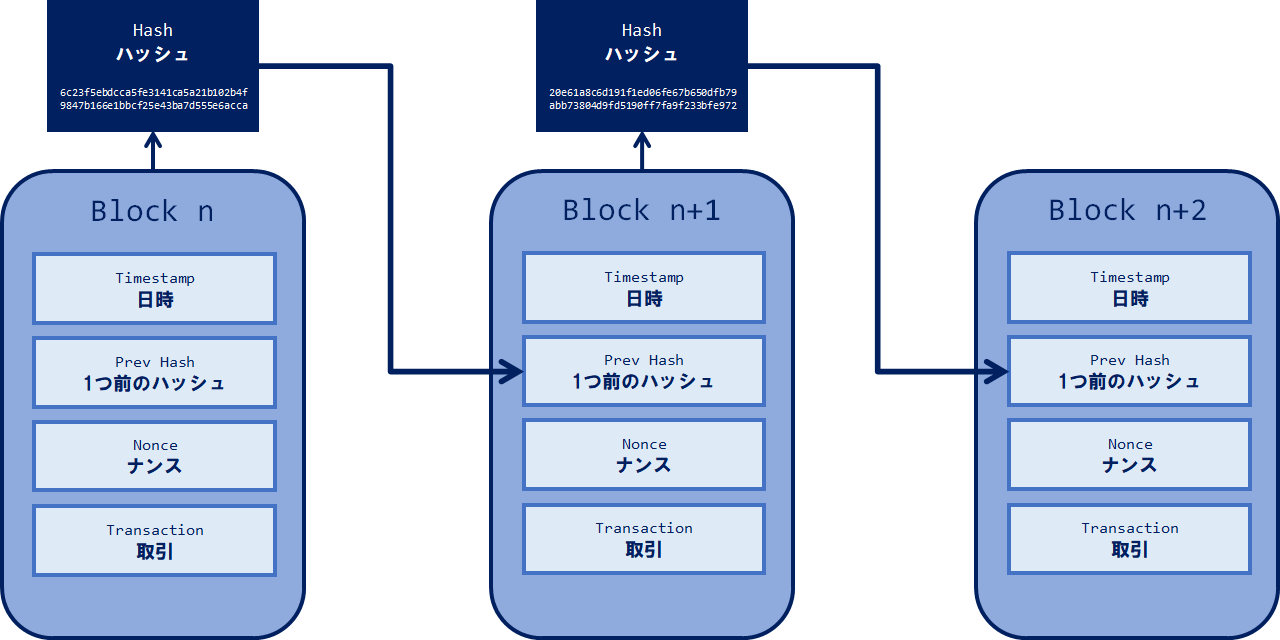 Hash
ハッシュ
6c23f5ebdcca5fe3141ca5a21b102b4f
9847b166e1bbcf25e43ba7d555e6acca
Hash
ハッシュ
20e61a8c6d191f1ed06fe67b650dfb79
abb73804d9fd5190ff7fa9f233bfe972
Block n
Timestamp
日時
Prev Hash
1つ前のハッシュ
Nonce
ナンス
Transaction
取引
Block n+1
Timestamp
日時
Prev Hash
1つ前のハッシュ
Nonce
ナンス
Transaction
取引
Block n+2
Timestamp
日時
Prev Hash
1つ前のハッシュ
Nonce
ナンス
Transaction
取引